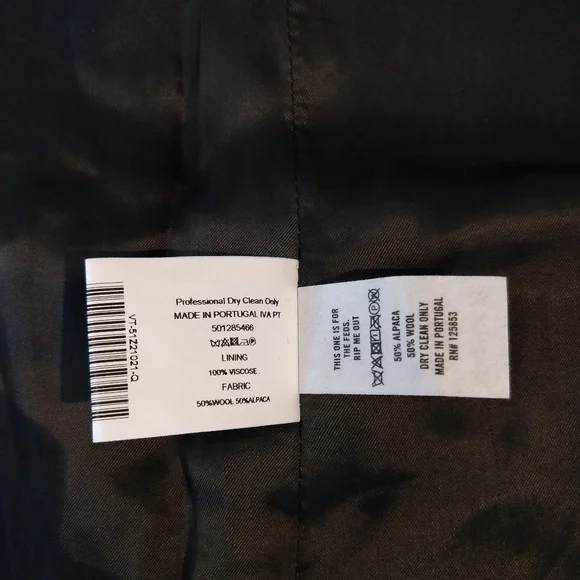 Professional Dry Clean Only
MADE IN PORTUGAL IVA PT
501285466
LINING
100% VISCOSE.
FABRIC
50%WOOL 50%ALPACA
VT-51Z21021-Q
THIS ONE IS FOR
THE FEDS.
RIP ME OUT
50% ALPACA
50% WOOL
DRY CLEAN ONLY
MADE IN PORTUGAL
RN# 125853